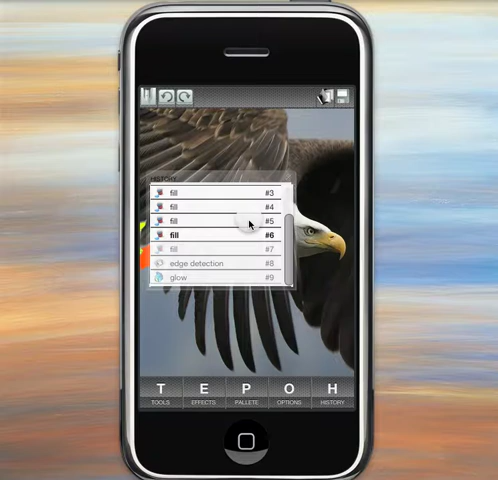 HISTORY
fill #3
fill #4
fill #5
fill #6
fill #7
edge detection #8
glow #9
T E P O H
TOOLS EFFECTS PALLETE OPTIONS HISTORY